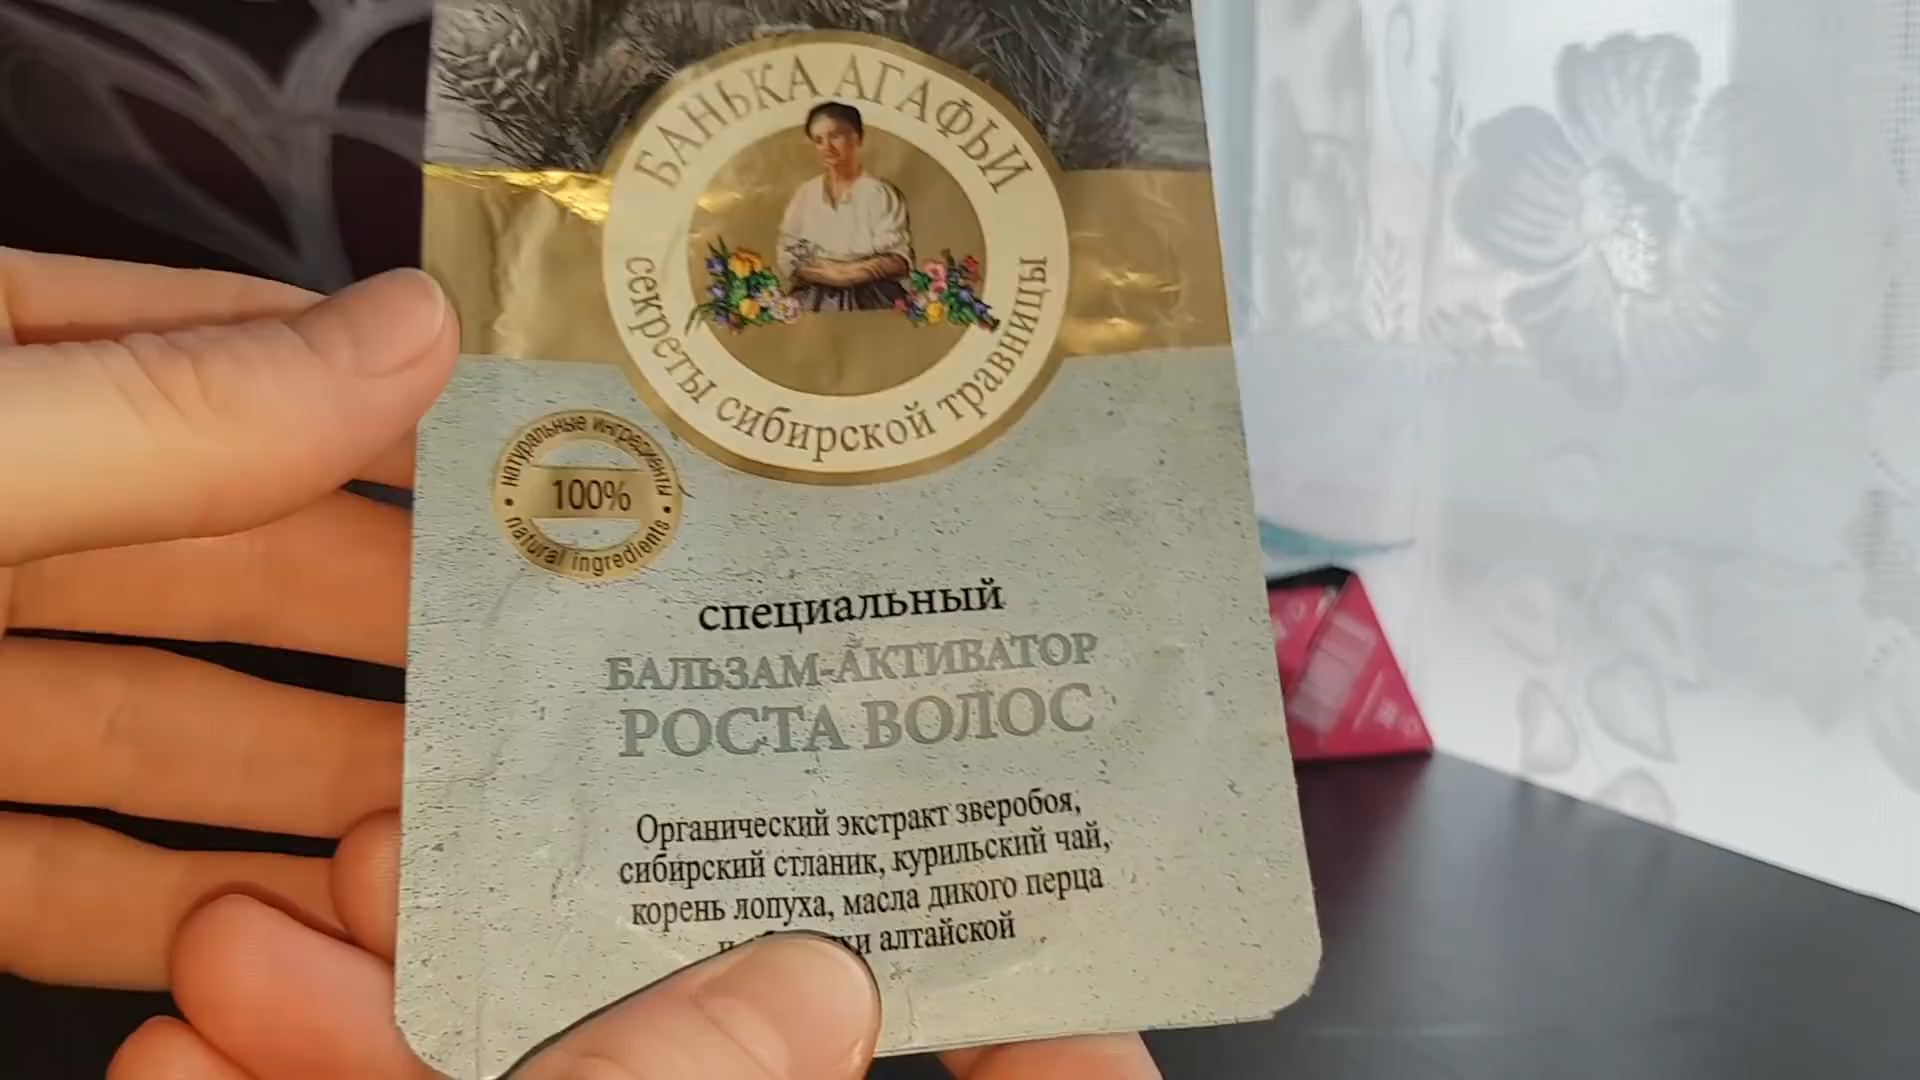 БАНЬКА АГАФЬИ
секреты сибирской травницы
натуральные ингредиенты
100%
natural ingredients
специальный
БАЛЬЗАМ-АКТИВАТОР
РОСТА ВОЛОС
Органический экстракт зверобоя,
сибирский стланик, курильский чай,
корень лопуха, масла дикого перца
алтайской